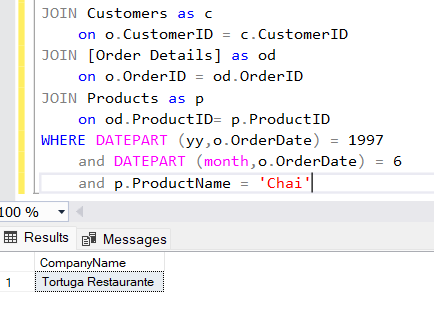 JOIN Customers as c
on o.CustomerID = c.CustomerID
JOIN [Order Details] as od
on o.OrderID = od.OrderID
JOIN Products as p
on od.ProductID= p.ProductID
WHERE DATEPART (yy,o.OrderDate) = 1997
and DATEPART (month,o.OrderDate) = 6
and p.ProductName = 'Chai'
100 %
Results Messages
CompanyName
1 Tortuga Restaurante